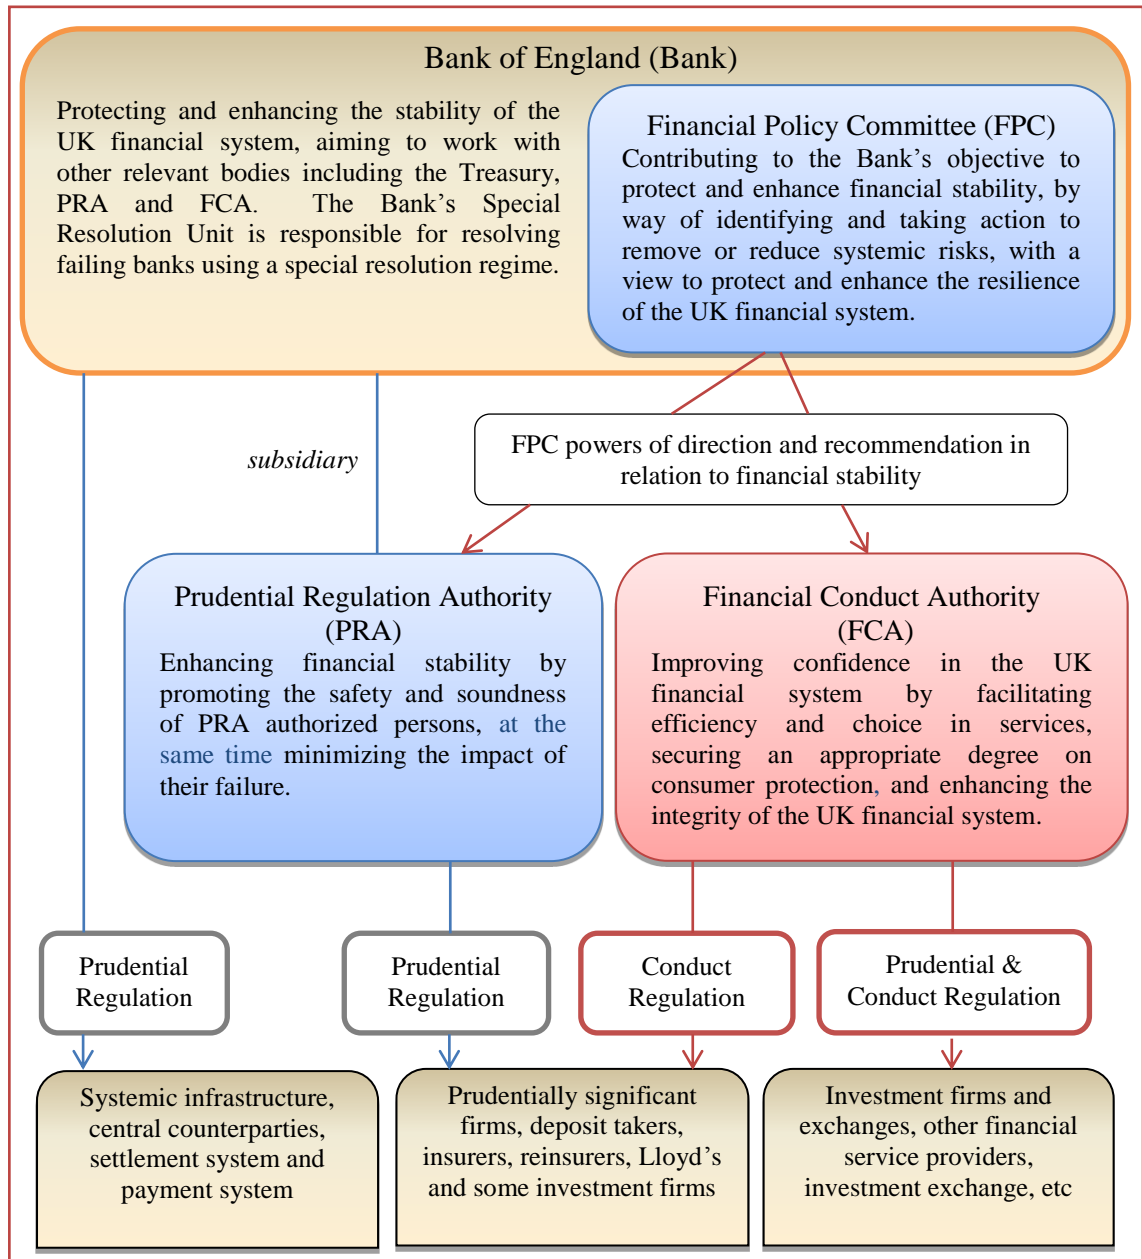 Bank of England (Bank)
Protecting and enhancing the stability of the
UK financial system, aiming to work with
other relevant bodies including the Treasury,
PRA and FCA. The Bank's Special
Resolution Unit is responsible for resolving
failing banks using a special resolution regime.
Financial Policy Committee (FPC)
Contributing to the Bank's objective to
protect and enhance financial stability, by
way of identifying and taking action to
remove or reduce systemic risks, with a
view to protect and enhance the resilience
of the UK financial system.
subsidiary
FPC powers of direction and recommendation in
relation to financial stability
Prudential Regulation Authority
(PRA)
Enhancing financial stability by
promoting the safety and soundness
of PRA authorized persons, at the
same time minimizing the impact of
their failure.
Financial Conduct Authority
(FCA)
Improving confidence in the UK
financial system by facilitating
efficiency and choice in services,
securing an appropriate degree on
consumer protection, and enhancing the
integrity of the UK financial system.
Prudential
Regulation
Prudential
Regulation
Conduct
Regulation
Prudential &
Conduct Regulation
Systemic infrastructure,
central counterparties,
settlement system and
payment system
Prudentially significant
firms, deposit takers,
insurers, reinsurers, Lloyd's
and some investment firms
Investment firms and
exchanges, other financial
service providers,
investment exchange, etc